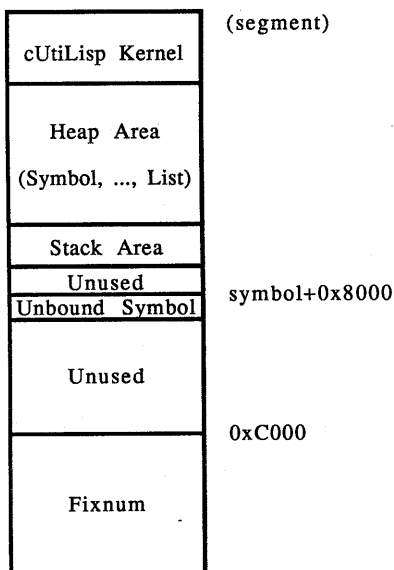 (segment)
cUtiLisp Kernel
Heap Area
(Symbol, ..., List)
Stack Area
Unused
Unbound Symbol
symbol+0x8000
Unused
0xC000
Fixnum